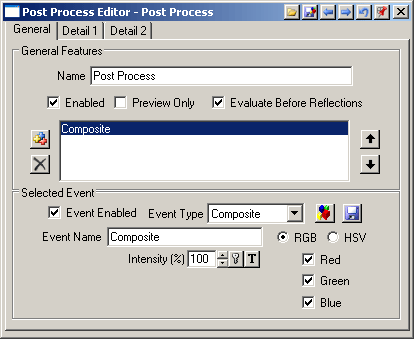 Post Process Editor - Post Process
General Detail 1 Detail 2
General Features
Name Post Process
Enabled Preview Only Evaluate Before Reflections
Composite
Selected Event
Event Enabled Event Type Composite
Event Name Composite RGB HSV
Intensity (%) 100 T Red
Green
Blue